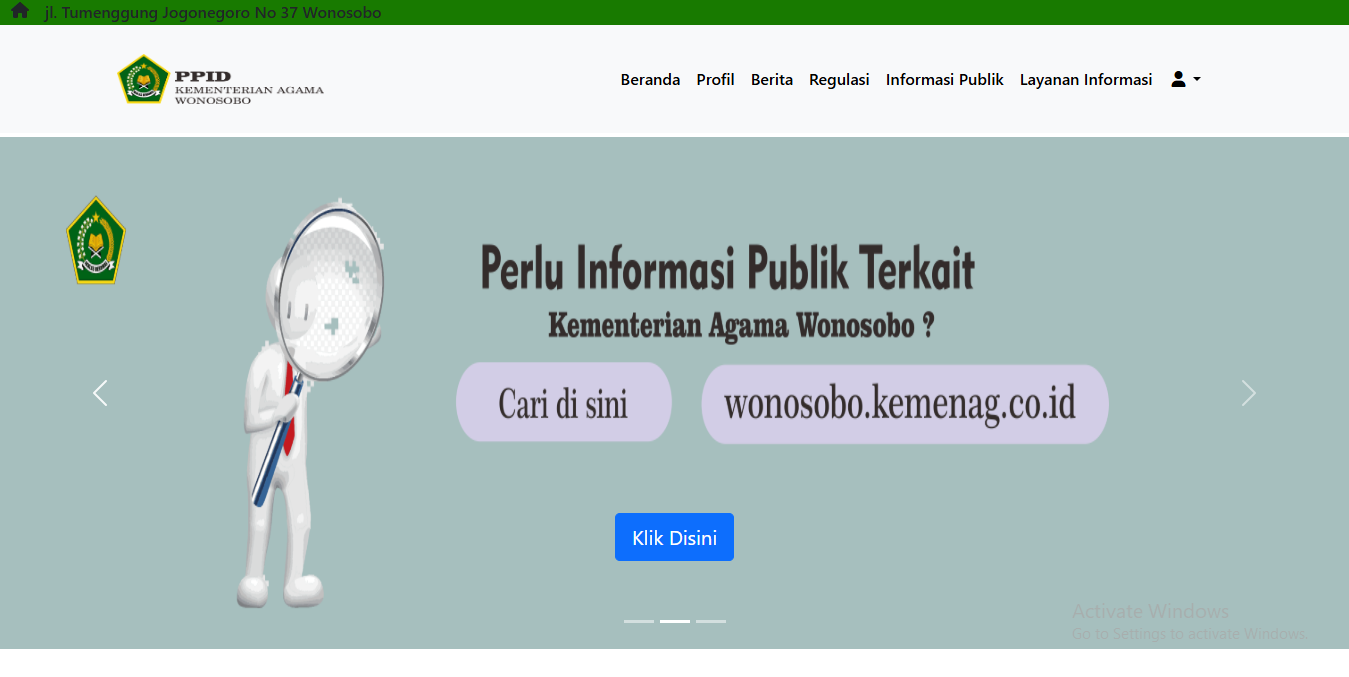 jl. Tumenggung Jogonegoro No 37 Wonosobo
PPID
KEMENTERIAN AGAMA
WONOSOBO
Beranda Profil Berita Regulasi Informasi Publik Layanan Informasi
Perlu Informasi Publik Terkait
Kementerian Agama Wonosobo ?
Cari di sini
wonosobo.kemenag.co.id
Klik Disini
Activate Windows
Go to Settings to activate Windows.